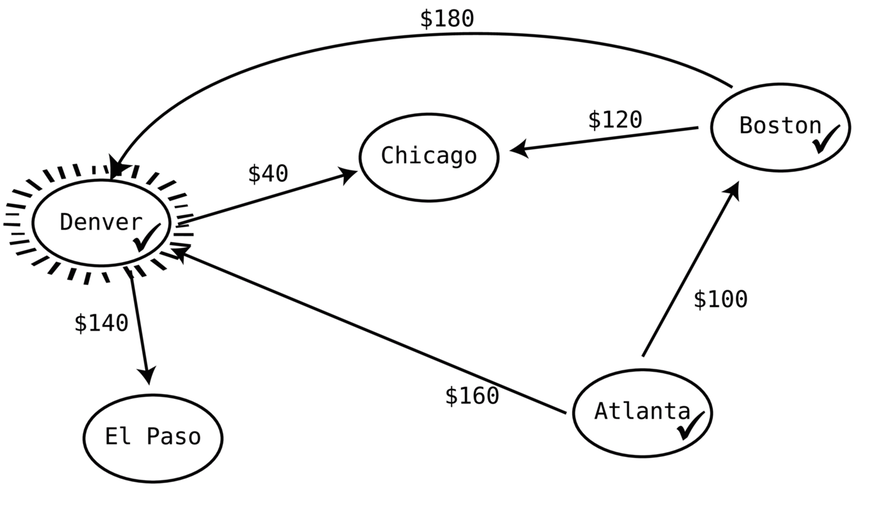 $180
$120
Boston
Chicago
$40
Denver
$100
$140
$160
Atlanta
El Paso